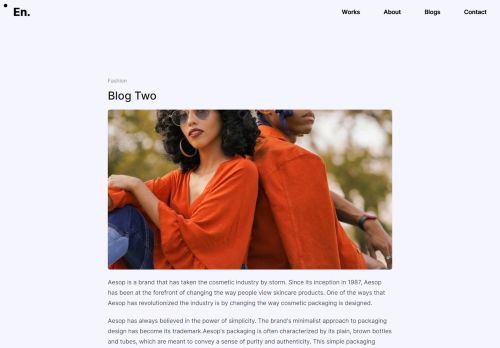 En.
Works
About
Blogs
Contact
Fashion
Blog Two
Aesop is a brand that has taken the cosmetic industry by storm. Since its inception in 1987, Aesop
has been at the forefront of changing the way people view skincare products. One of the ways that
Aesop has revolutionized the industry is by changing the way cosmetic packaging is designed.
Aesop has always believed in the power of simplicity. The brand's minimalist approach to packaging
design has become its trademark.Aesop's packaging is often characterized by its plain, brown bottles
and tubes, which are meant to convey a sense of purity and authenticity. This simple packaging